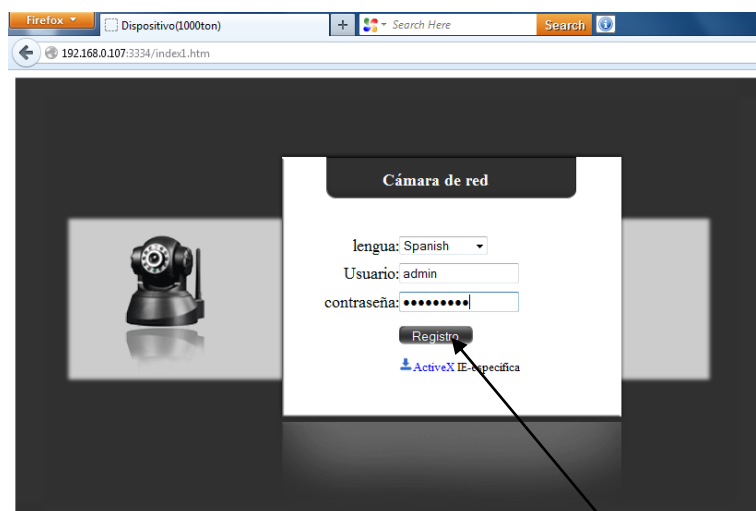 Firefox
Dispositivo(1000ton)
+
Search Here
Search
192.168.0.107:3334/index1.htm
Cámara de red
lengua: Spanish
Usuario: admin
contraseña: •••••••••
Registro
ActiveX IE-especifica